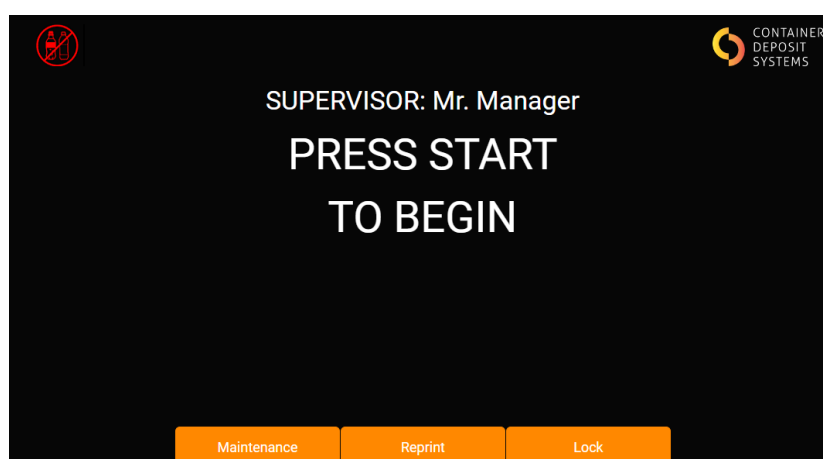 CONTAINER
DEPOSIT
SYSTEMS
SUPERVISOR: Mr. Manager
PRESS START
TO BEGIN
Maintenance
Reprint
Lock